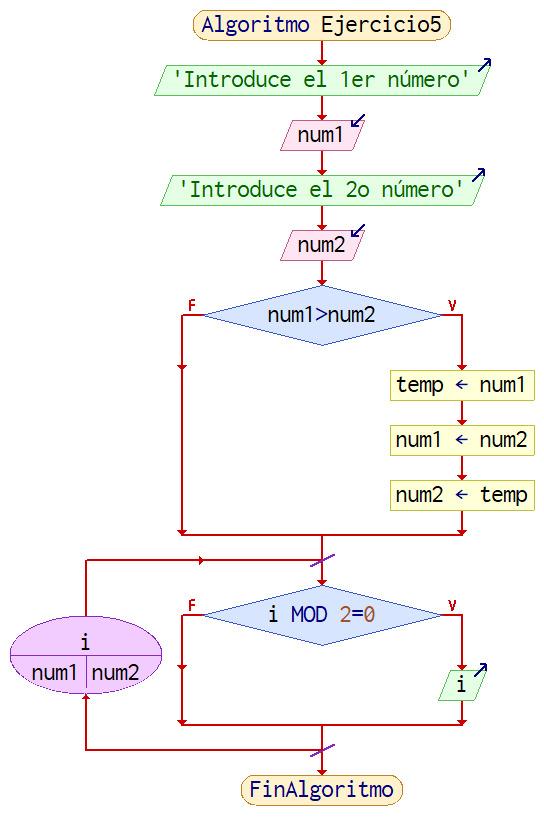 Algoritmo Ejercicio5
'Introduce el 1er número'
num1
'Introduce el 2o número'
num2
F
num1>num2
V
temp ← num1
num1 ← num2
num2 ← temp
F
i MOD 2=0
V
i
num1 num2
i
FinAlgoritmo